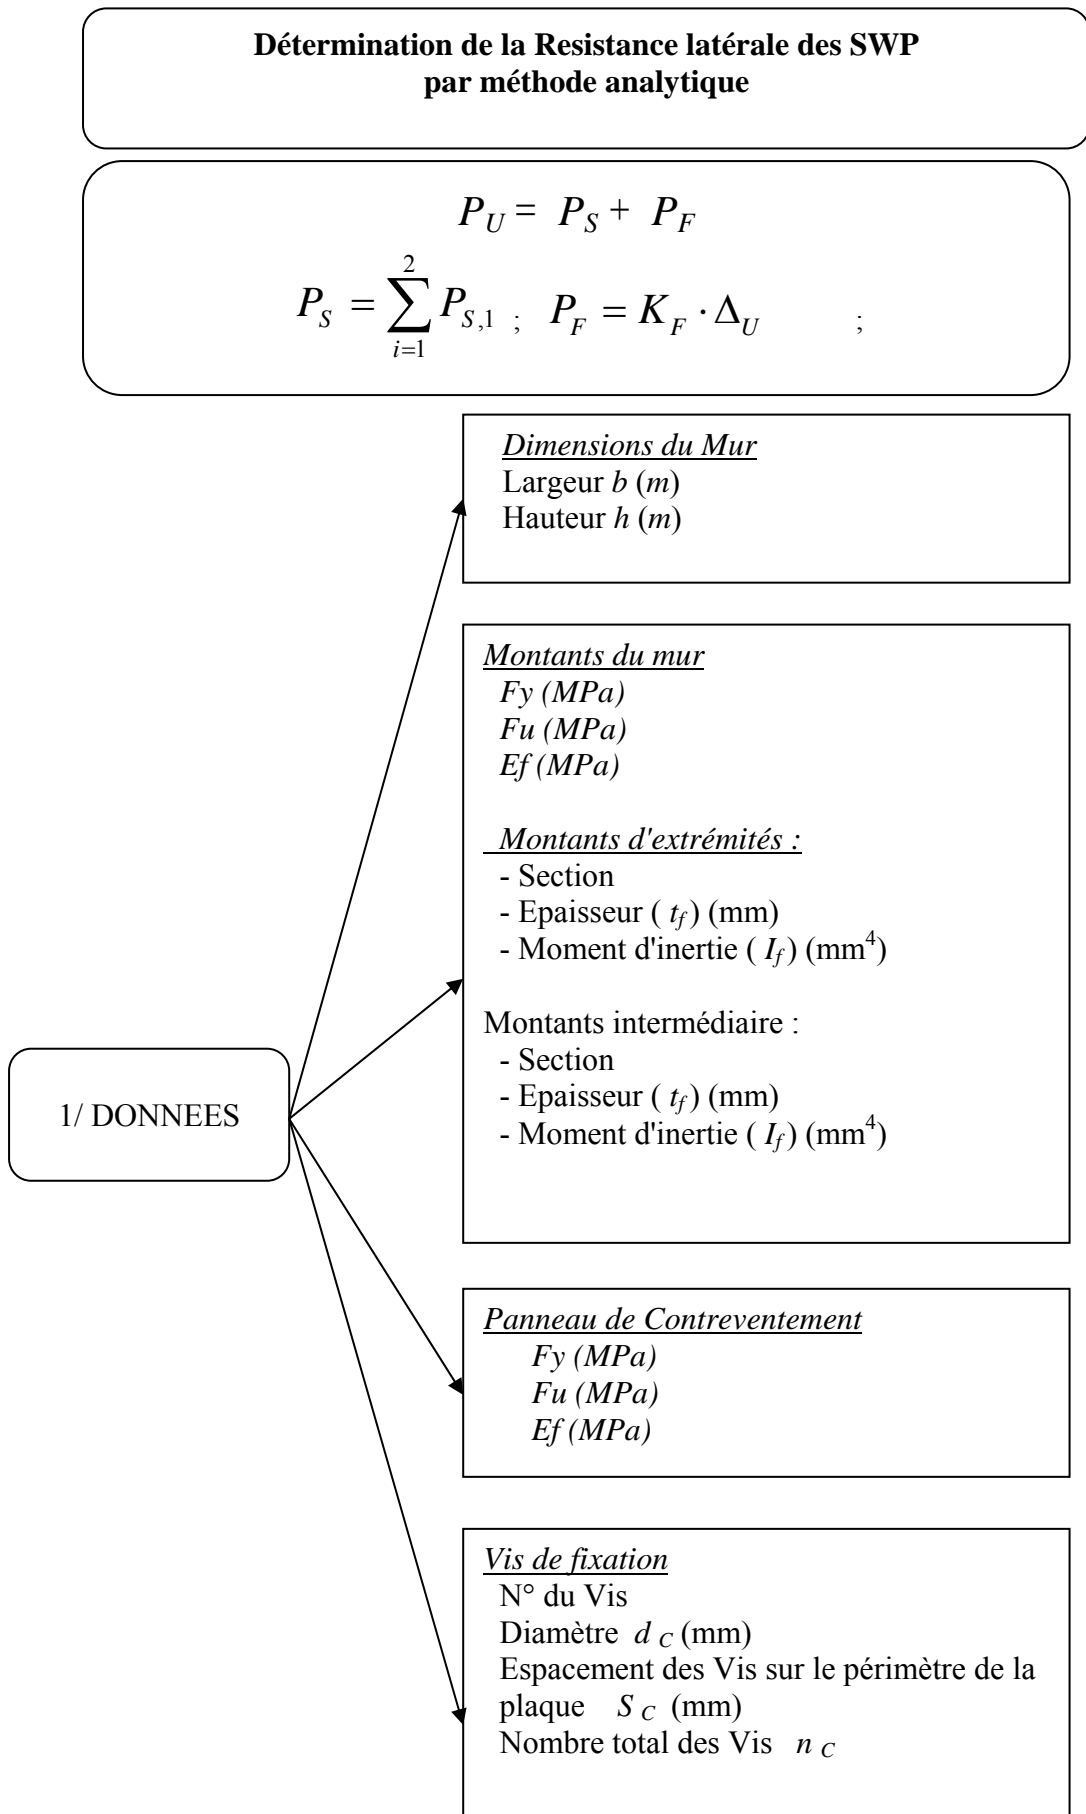 Détermination de la Resistance latérale des SWP
par méthode analytique
P_U = P_S + P_F
P_S = \sum_{i=1}^{2} P_{S,1} ; P_F = K_F · Δ_U ;
Dimensions du Mur
Largeur b (m)
Hauteur h (m)
Montants du mur
Fy (MPa)
Fu (MPa)
Ef (MPa)
Montants d'extrémités :
- Section
- Epaisseur ( t_f ) (mm)
- Moment d'inertie ( I_f ) (mm^4)
Montants intermédiaire :
- Section
- Epaisseur ( t_f ) (mm)
- Moment d'inertie ( I_f ) (mm^4)
1/ DONNEES
Panneau de Contreventement
Fy (MPa)
Fu (MPa)
Ef (MPa)
Vis de fixation
N° du Vis
Diamètre d_C (mm)
Espacement des Vis sur le périmètre de la
plaque S_C (mm)
Nombre total des Vis n_C